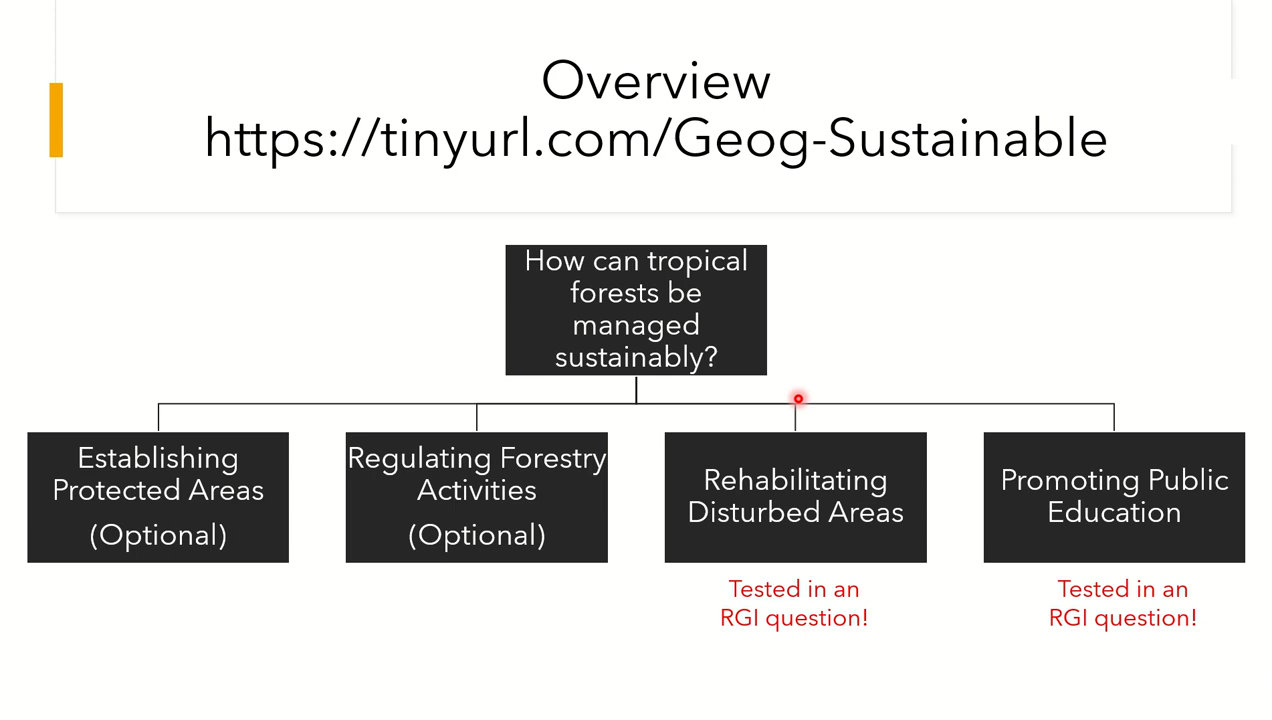 Overview
https://tinyurl.com/Geog-Sustainable
How can tropical
forests be
managed
sustainably?
Establishing
Protected Areas
(Optional)
Regulating Forestry
Activities
(Optional)
Rehabilitating
Disturbed Areas
Promoting Public
Education
Tested in an
RGI question!
Tested in an
RGI question!